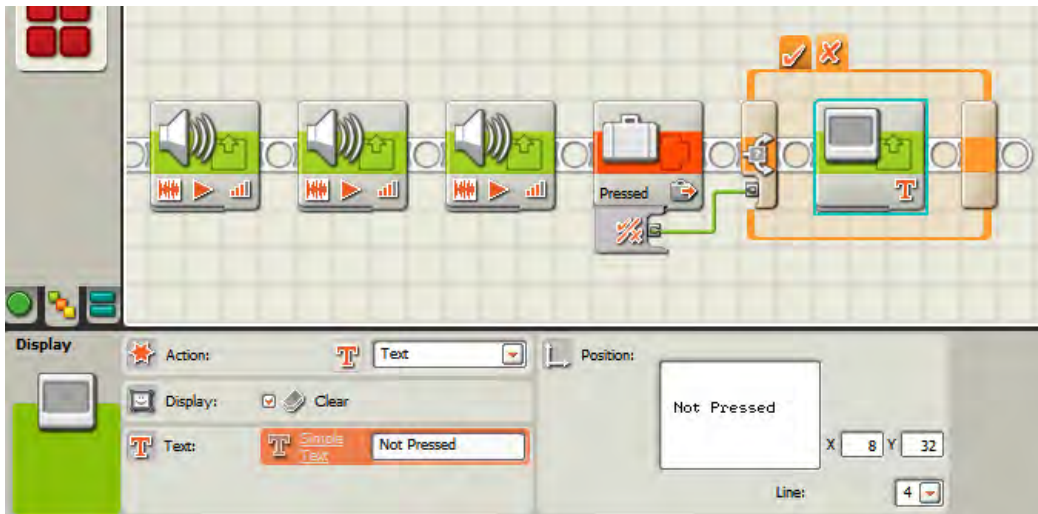 Pressed
Display
Action:
T Text
Position:
Display:
Clear
Not Pressed
Text:
T Simple Text
Not Pressed
X 8 Y 32
Line:
4